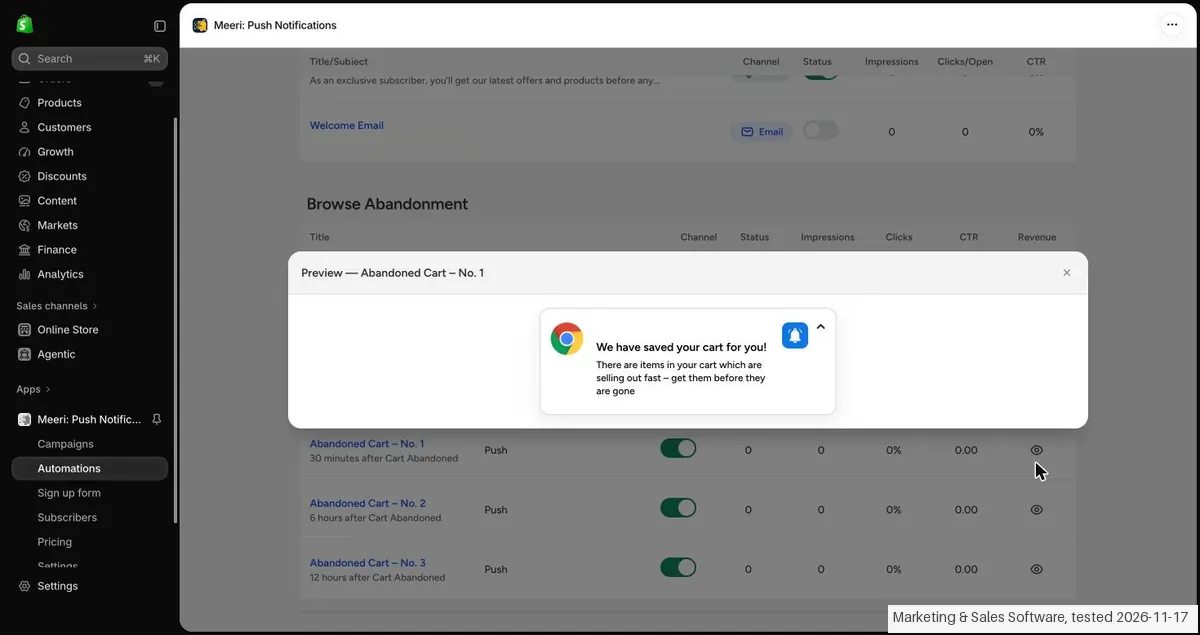 Meeri: Push Notifications
Search ⌘K
Products
Customers
Growth
Discounts
Content
Markets
Finance
Analytics
Sales channels
Online Store
Agentic
Apps
Meeri: Push Notific...
Campaigns
Automations
Sign up form
Subscribers
Pricing
Settings
Settings
Title/Subject Channel Status Impressions Clicks/Open CTR
As an exclusive subscriber, you'll get our latest offers and products before any...
Welcome Email Email 0 0 0%
Browse Abandonment
Title Channel Status Impressions Clicks CTR Revenue
Preview — Abandoned Cart – No. 1
We have saved your cart for you!
There are items in your cart which are
selling out fast – get them before they
are gone
Abandoned Cart – No. 1
30 minutes after Cart Abandoned Push 0 0 0% 0.00
Abandoned Cart – No. 2
6 hours after Cart Abandoned Push 0 0 0% 0.00
Abandoned Cart – No. 3
12 hours after Cart Abandoned Push 0 0 0% 0.00
Marketing & Sales Software, tested 2026-11-17